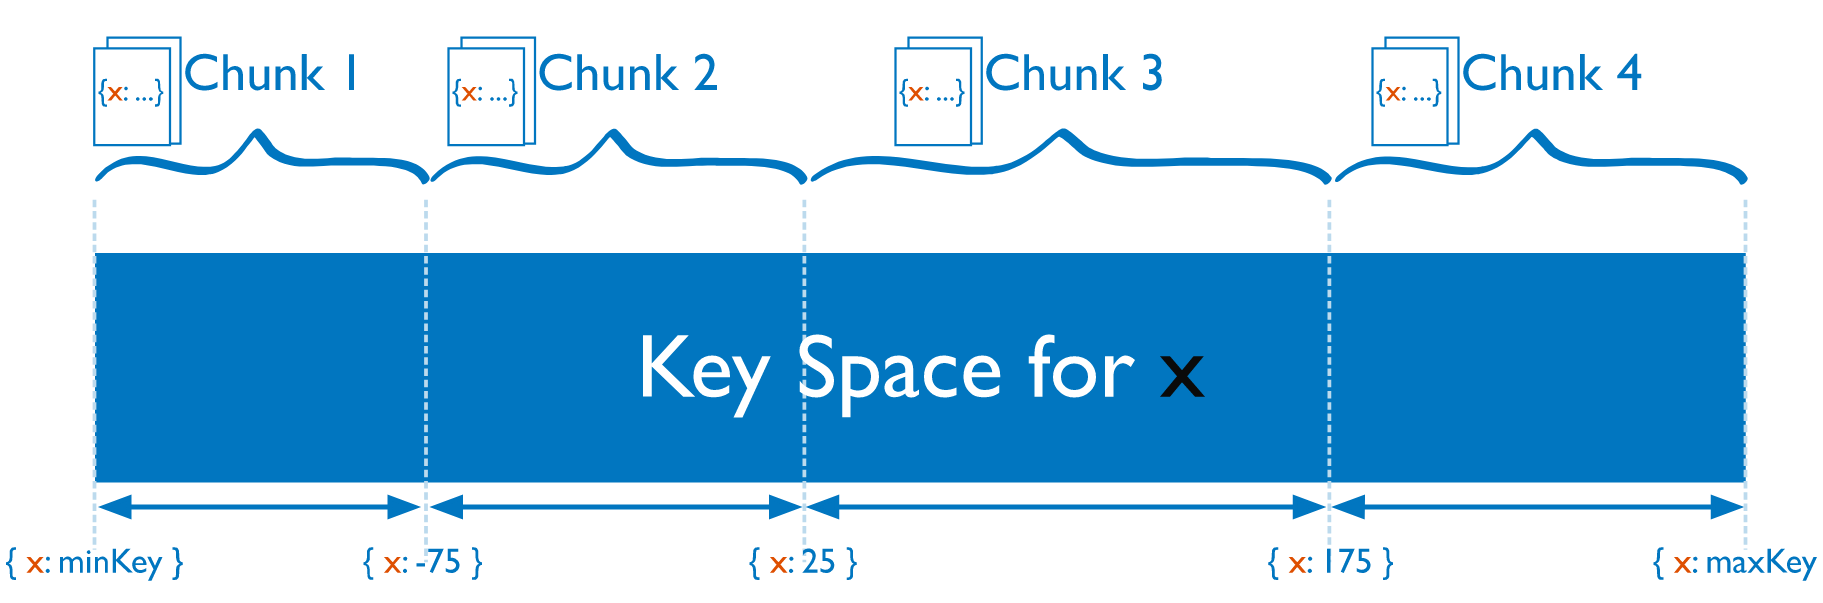 {x: ...} Chunk 1
{x: ...} Chunk 2
{x: ...} Chunk 3
{x: ...} Chunk 4
Key Space for x
{ x: minKey }
{ x: -75 }
{ x: 25 }
{ x: 175 }
{ x: maxKey